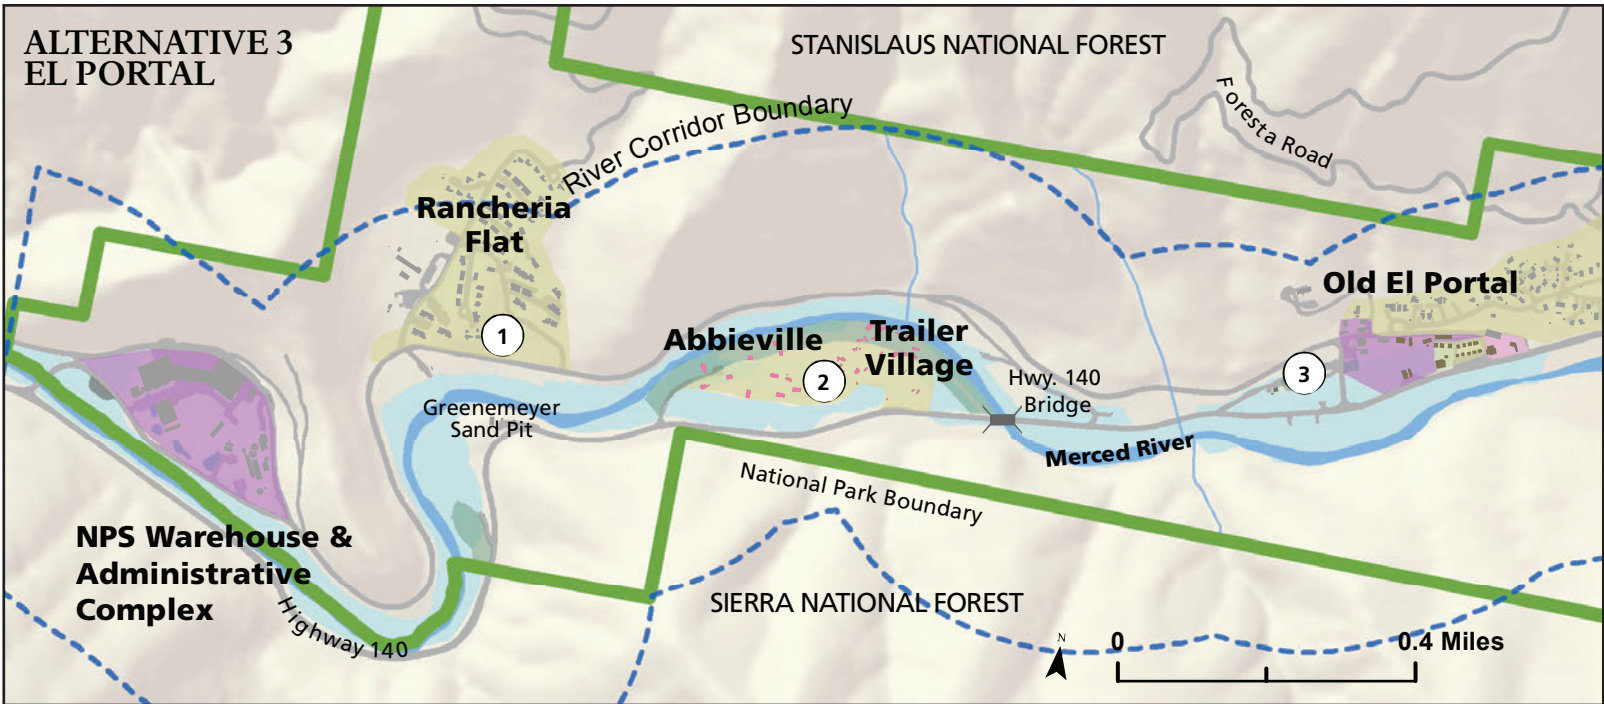 ALTERNATIVE 3
EL PORTAL
STANISLAUS NATIONAL FOREST
Foresta Road
River Corridor Boundary
Rancheria
Flat
Old El Portal
1
Abbieville
Trailer
Village
2
3
Hwy. 140
Bridge
Greenemeyer
Sand Pit
Merced River
National Park Boundary
NPS Warehouse &
Administrative
Complex
Highway 140
SIERRA NATIONAL FOREST
N
0
0.4 Miles